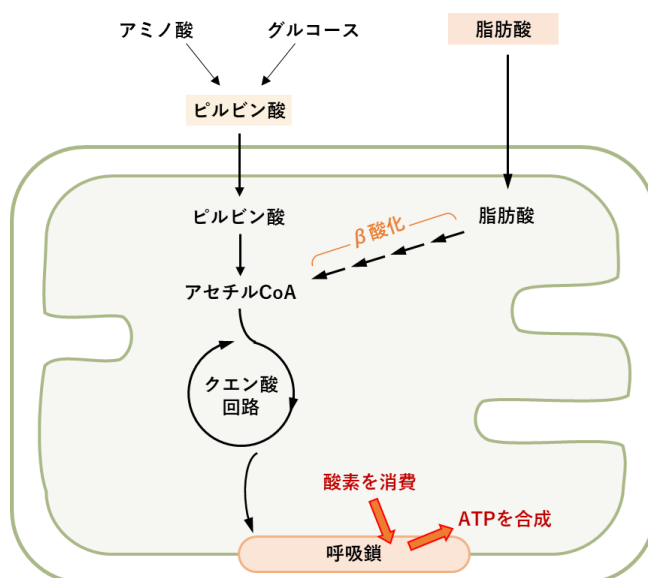 アミノ酸
グルコース
脂肪酸
ピルビン酸
ピルビン酸
脂肪酸
β酸化
アセチルCoA
クエン酸
回路
酸素を消費
ATPを合成
呼吸鎖